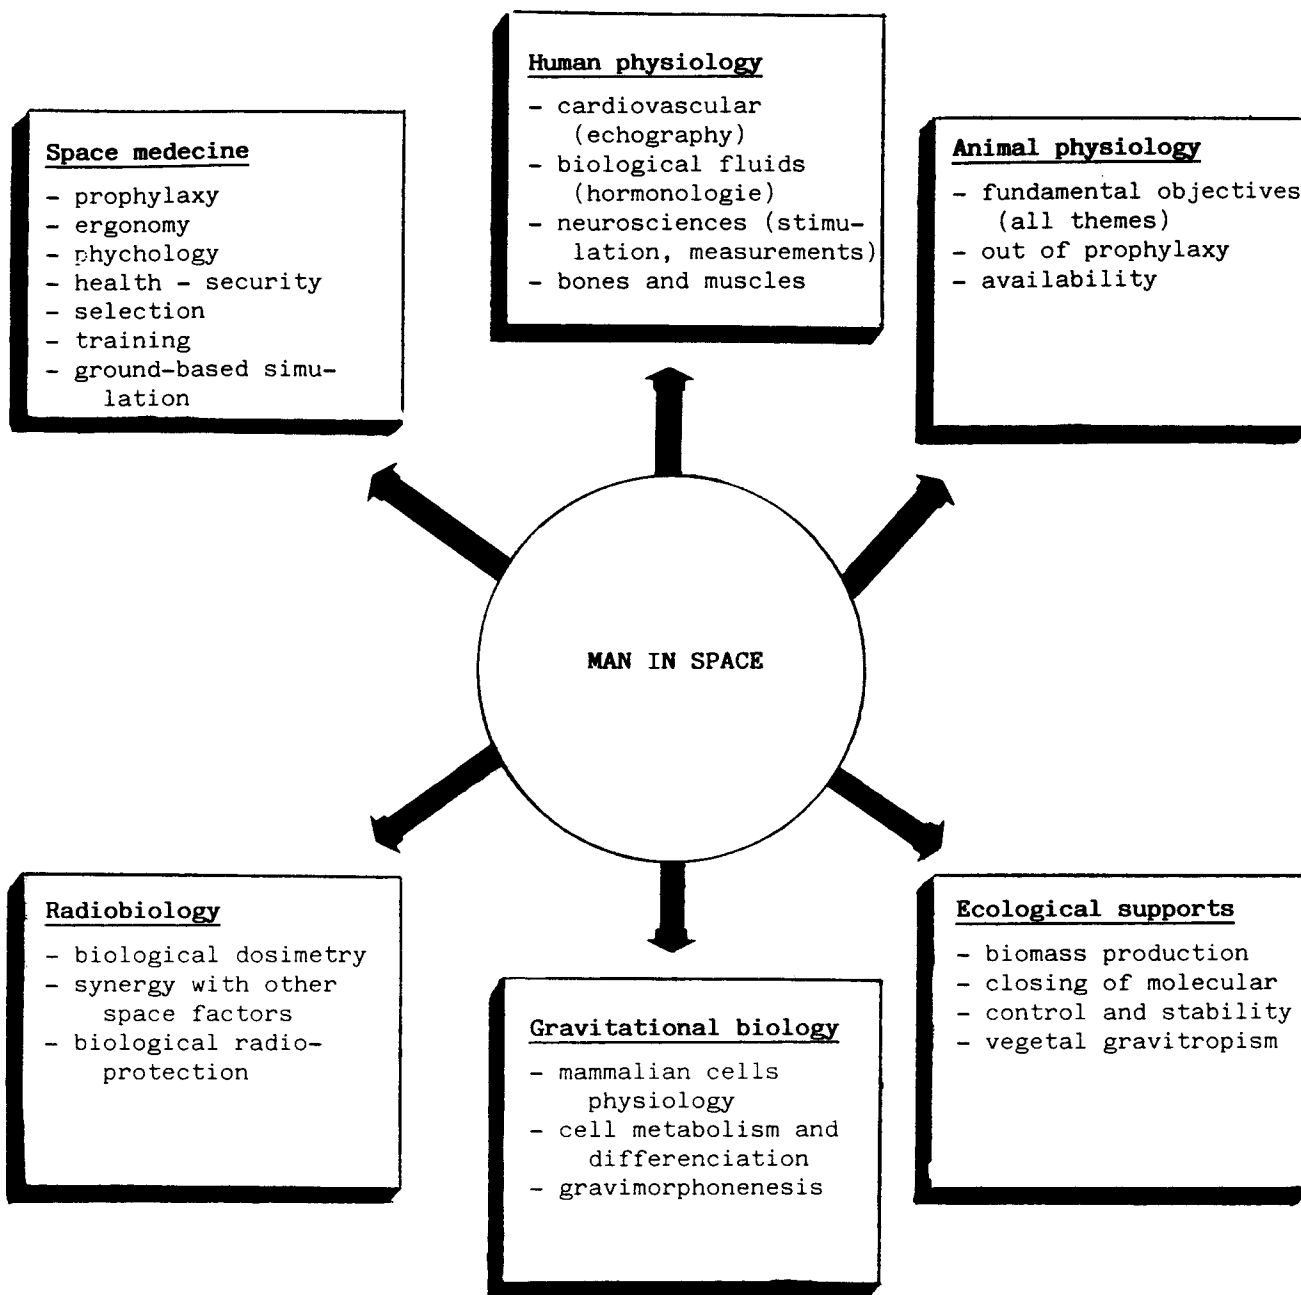 Human physiology
- cardiovascular
(echography)
- biological fluids
(hormonologie)
- neurosciences (stimu-
lation, measurements)
- bones and muscles
Space medecine
- prophylaxy
- ergonomy
- phychology
- health - security
- selection
- training
- ground-based simu-
lation
Animal physiology
- fundamental objectives
(all themes)
- out of prophylaxy
- availability
MAN IN SPACE
Radiobiology
- biological dosimetry
- synergy with other
space factors
- biological radio-
protection
Gravitational biology
- mammalian cells
physiology
- cell metabolism and
differenciation
- gravimorphonenesis
Ecological supports
- biomass production
- closing of molecular
- control and stability
- vegetal gravitropism